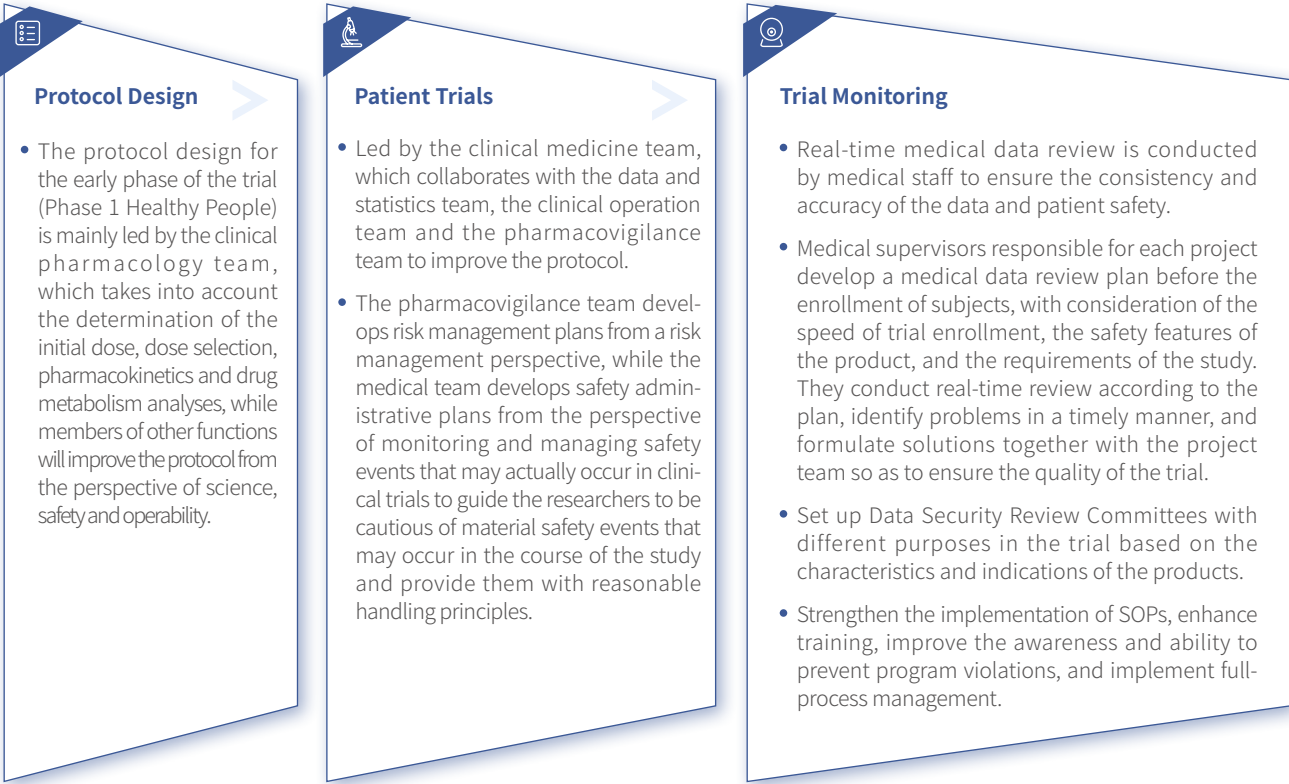 Protocol Design
• The protocol design for
the early phase of the trial
(Phase 1 Healthy People)
is mainly led by the clinical
pharmacology team,
which takes into account
the determination of the
initial dose, dose selection,
pharmacokinetics and drug
metabolism analyses, while
members of other functions
will improve the protocol from
the perspective of science,
safety and operability.
Patient Trials
• Led by the clinical medicine team,
which collaborates with the data and
statistics team, the clinical operation
team and the pharmacovigilance
team to improve the protocol.
• The pharmacovigilance team devel-
ops risk management plans from a risk
management perspective, while the
medical team develops safety admin-
istrative plans from the perspective
of monitoring and managing safety
events that may actually occur in clini-
cal trials to guide the researchers to be
cautious of material safety events that
may occur in the course of the study
and provide them with reasonable
handling principles.
Trial Monitoring
• Real-time medical data review is conducted
by medical staff to ensure the consistency and
accuracy of the data and patient safety.
• Medical supervisors responsible for each project
develop a medical data review plan before the
enrollment of subjects, with consideration of the
speed of trial enrollment, the safety features of
the product, and the requirements of the study.
They conduct real-time review according to the
plan, identify problems in a timely manner, and
formulate solutions together with the project
team so as to ensure the quality of the trial.
• Set up Data Security Review Committees with
different purposes in the trial based on the
characteristics and indications of the products.
• Strengthen the implementation of SOPs, enhance
training, improve the awareness and ability to
prevent program violations, and implement full-
process management.